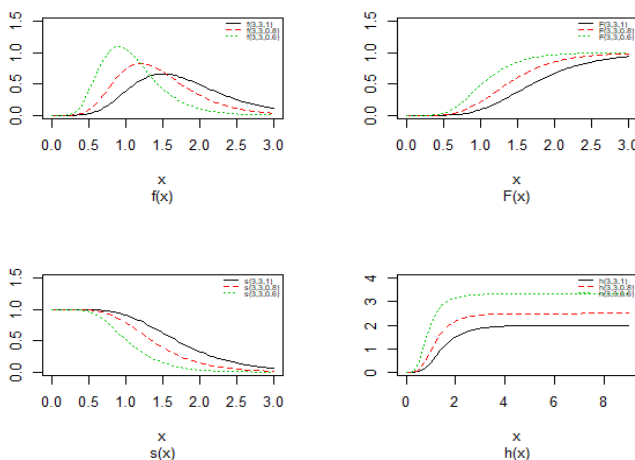 f(3,3,1)
f(3,3,0.8)
f(3,3,0.6)
0.0 0.5 1.0 1.5
0.0 0.5 1.0 1.5 2.0 2.5 3.0
x
f(x)
F(3,3,1)
F(3,3,0.8)
F(3,3,0.6)
0.0 0.5 1.0 1.5
0.0 0.5 1.0 1.5 2.0 2.5 3.0
x
F(x)
s(3,3,1)
s(3,3,0.8)
s(3,3,0.6)
0.0 0.5 1.0 1.5
0.0 0.5 1.0 1.5 2.0 2.5 3.0
x
s(x)
h(3,3,1)
h(3,3,0.8)
h(3,3,0.6)
0 1 2 3 4
0 2 4 6 8
x
h(x)